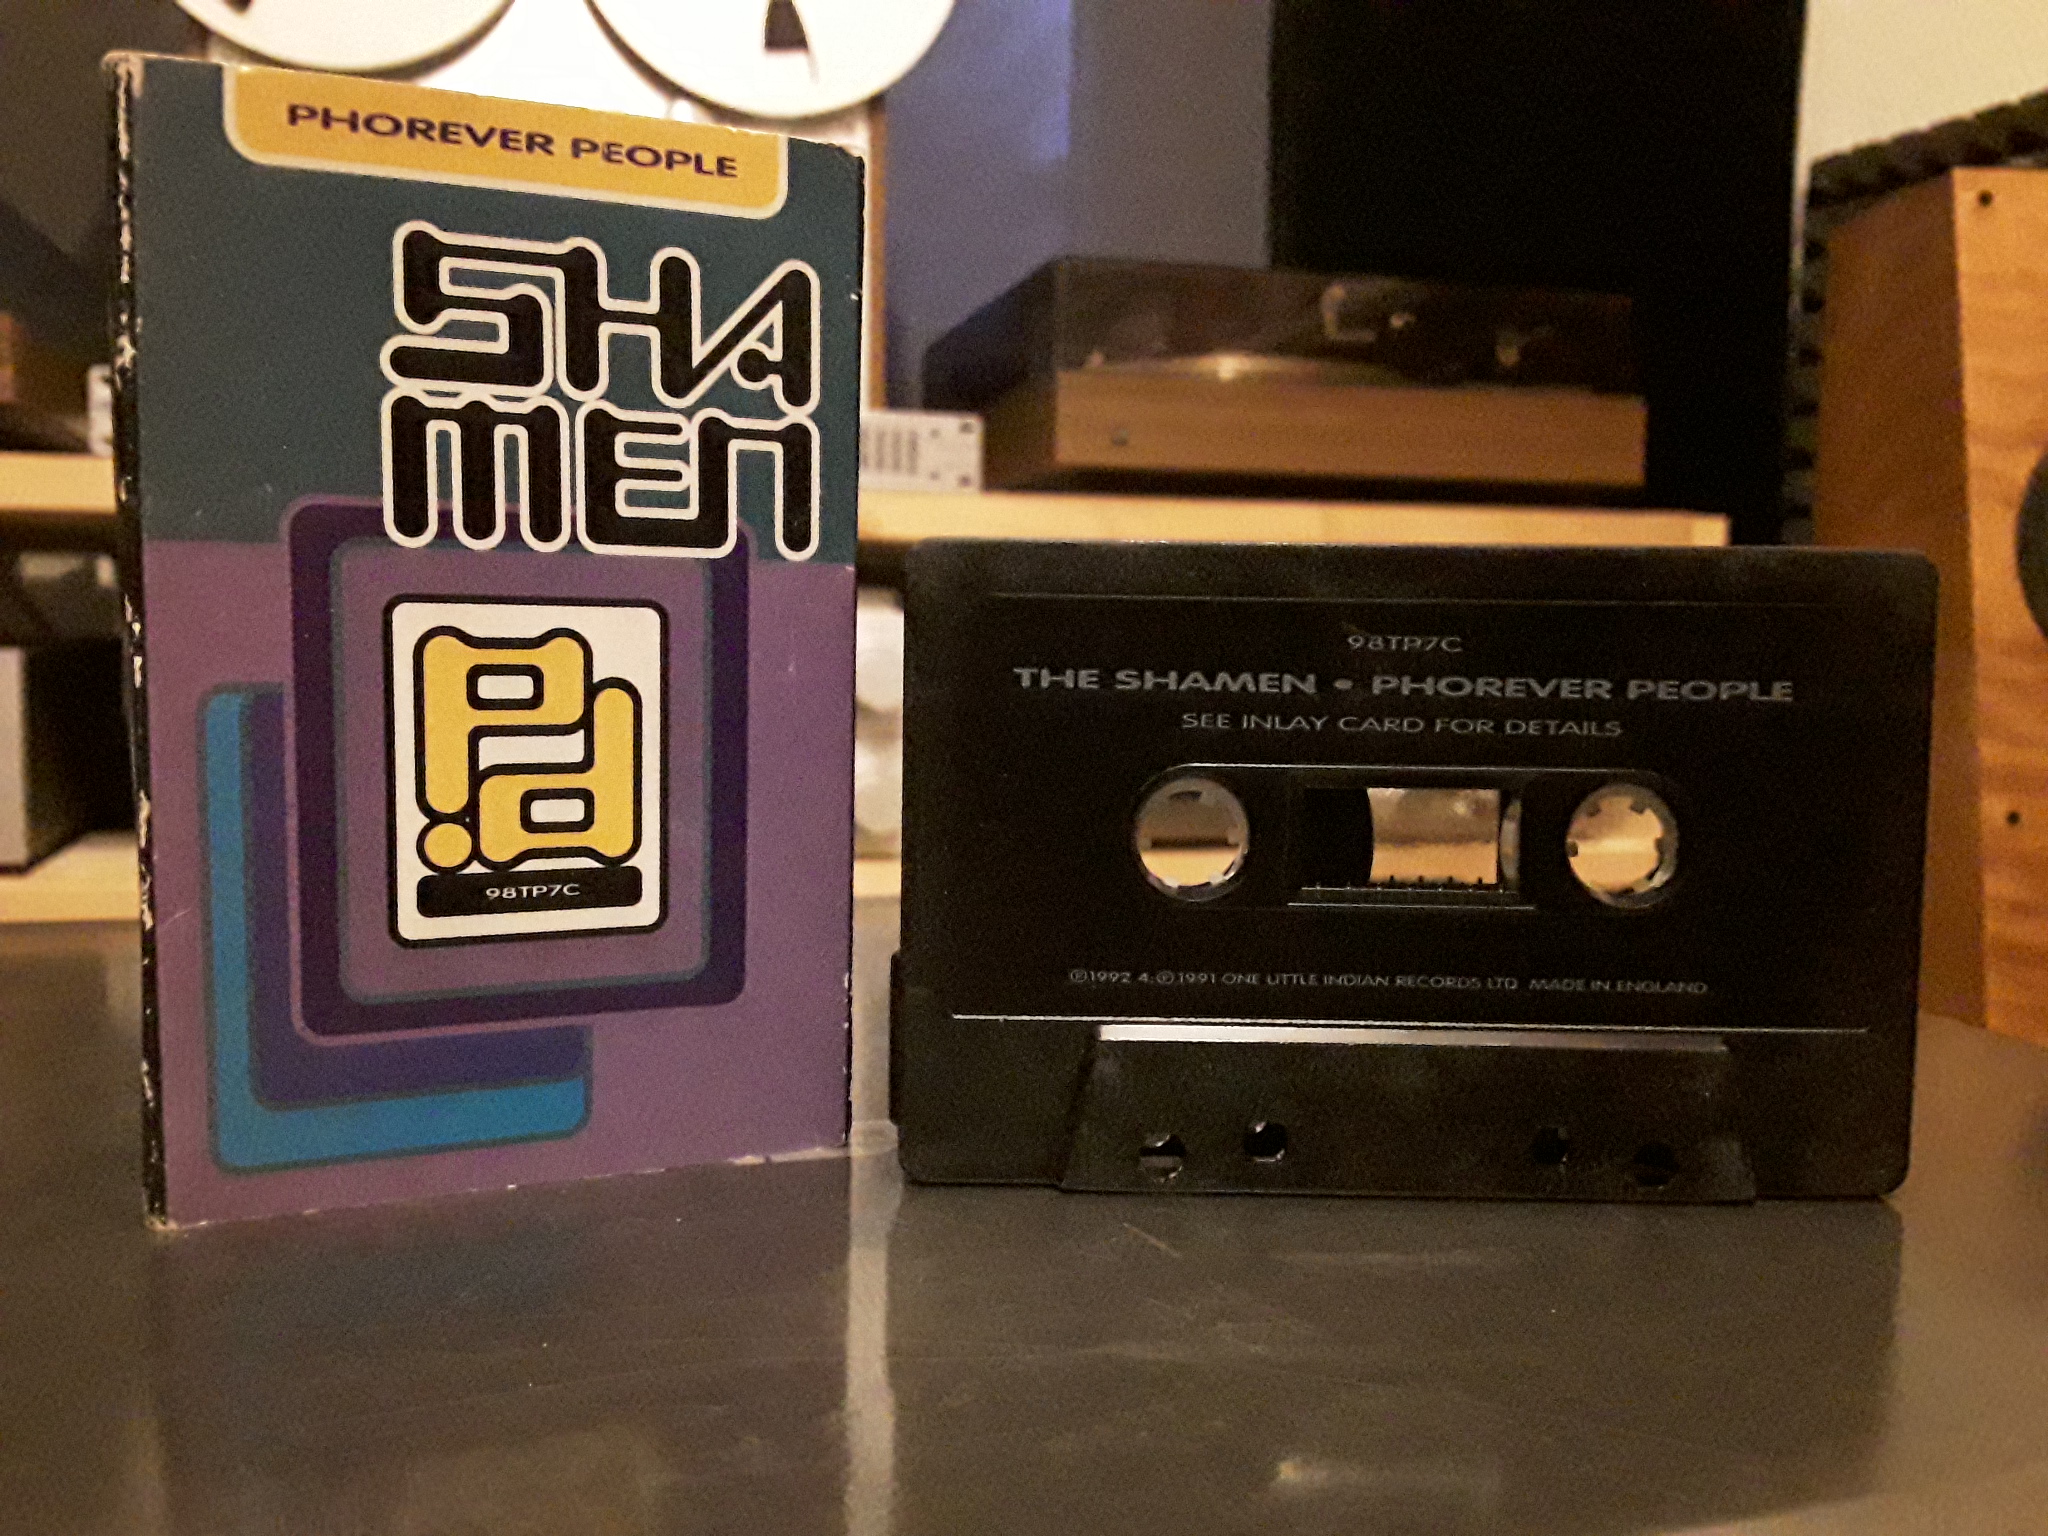 PHOREVER PEOPLE
SHA
MEN
98TP7C
98TP7C
THE SHAMEN • PHOREVER PEOPLE
SEE INLAY CARD FOR DETAILS
℗1992 4:℗1991 ONE LITTLE INDIAN RECORDS LTD MADE IN ENGLAND